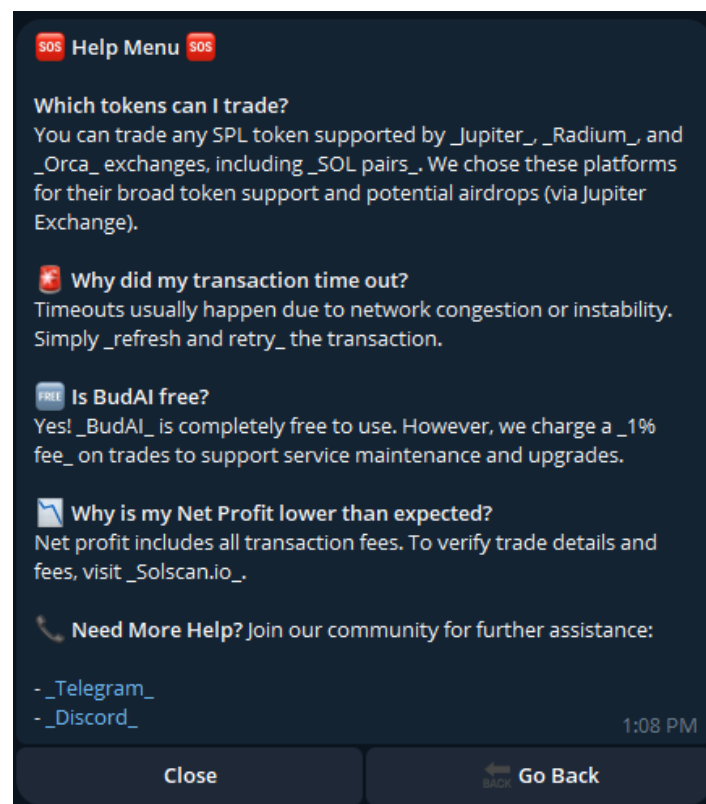 🆘 Help Menu 🆘
Which tokens can I trade?
You can trade any SPL token supported by _Jupiter_, _Radium_, and
_Orca_ exchanges, including _SOL pairs_. We chose these platforms
for their broad token support and potential airdrops (via Jupiter
Exchange).
🚨 Why did my transaction time out?
Timeouts usually happen due to network congestion or instability.
Simply _refresh and retry_ the transaction.
🆓 Is BudAI free?
Yes! _BudAI_ is completely free to use. However, we charge a _1%
fee_ on trades to support service maintenance and upgrades.
📉 Why is my Net Profit lower than expected?
Net profit includes all transaction fees. To verify trade details and
fees, visit _Solscan.io_.
📞 Need More Help? Join our community for further assistance:
- _Telegram_
- _Discord_
1:08 PM
Close
🔙 Go Back